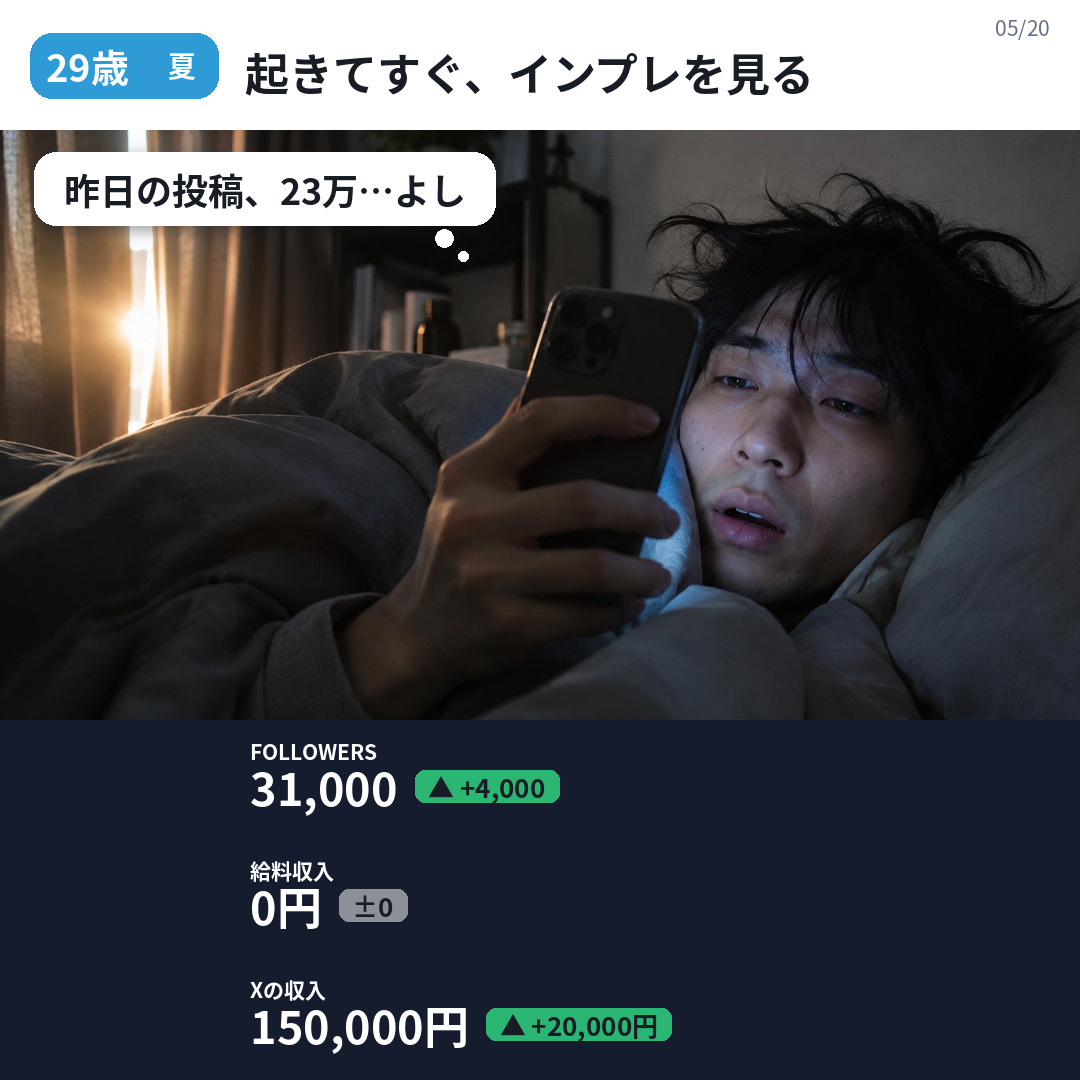 05/20
29歳 夏
起きてすぐ、インプレを見る
昨日の投稿、23万…よし
FOLLOWERS
31,000 ▲ +4,000
給料収入
0円 ±0
Xの収入
150,000円 ▲ +20,000円